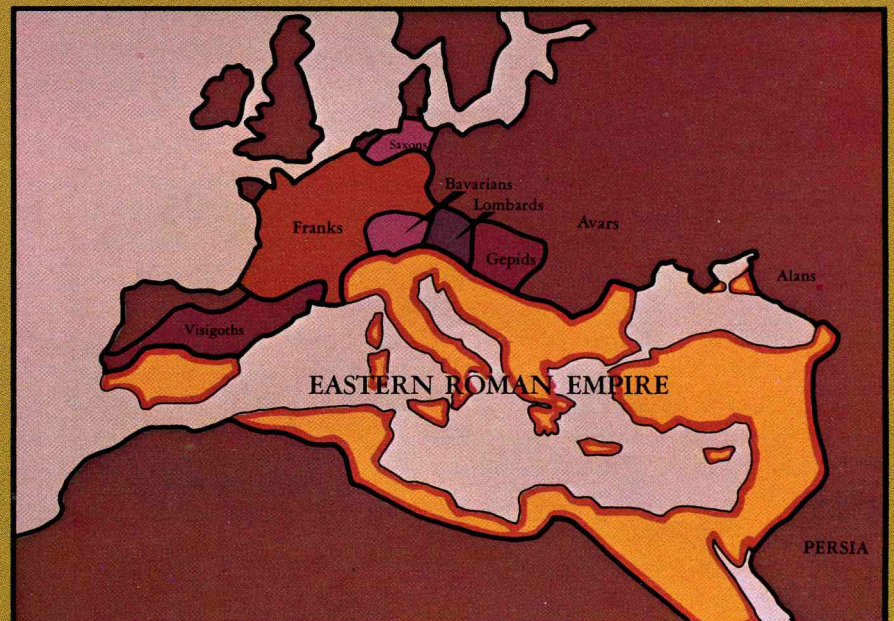 Saxons
Bavarians
Lombards
Franks
Avars
Gepids
Alans
Visigoths
EASTERN ROMAN EMPIRE
PERSIA